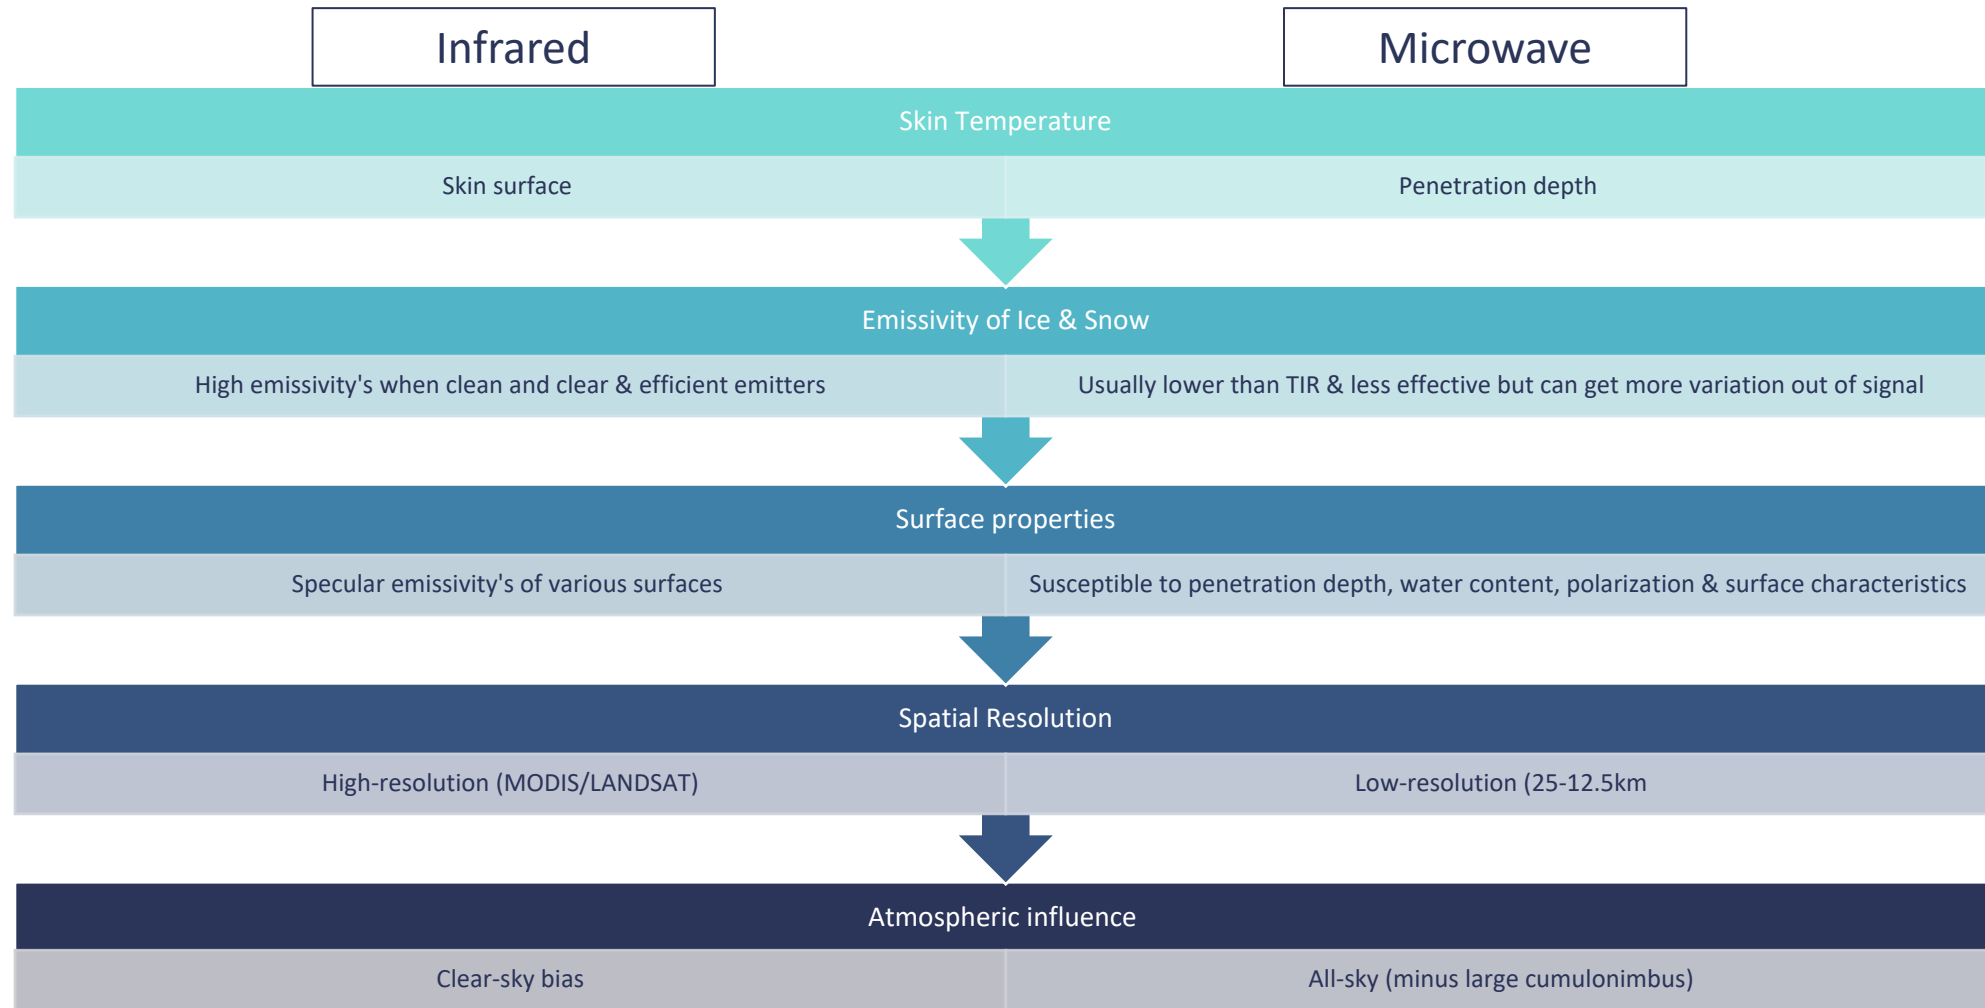 Infrared
Microwave
Skin Temperature
Skin surface
Penetration depth
Emissivity of Ice & Snow
High emissivity's when clean and clear & efficient emitters
Usually lower than TIR & less effective but can get more variation out of signal
Surface properties
Specular emissivity's of various surfaces
Susceptible to penetration depth, water content, polarization & surface characteristics
Spatial Resolution
High-resolution (MODIS/LANDSAT)
Low-resolution (25-12.5km
Atmospheric influence
Clear-sky bias
All-sky (minus large cumulonimbus)